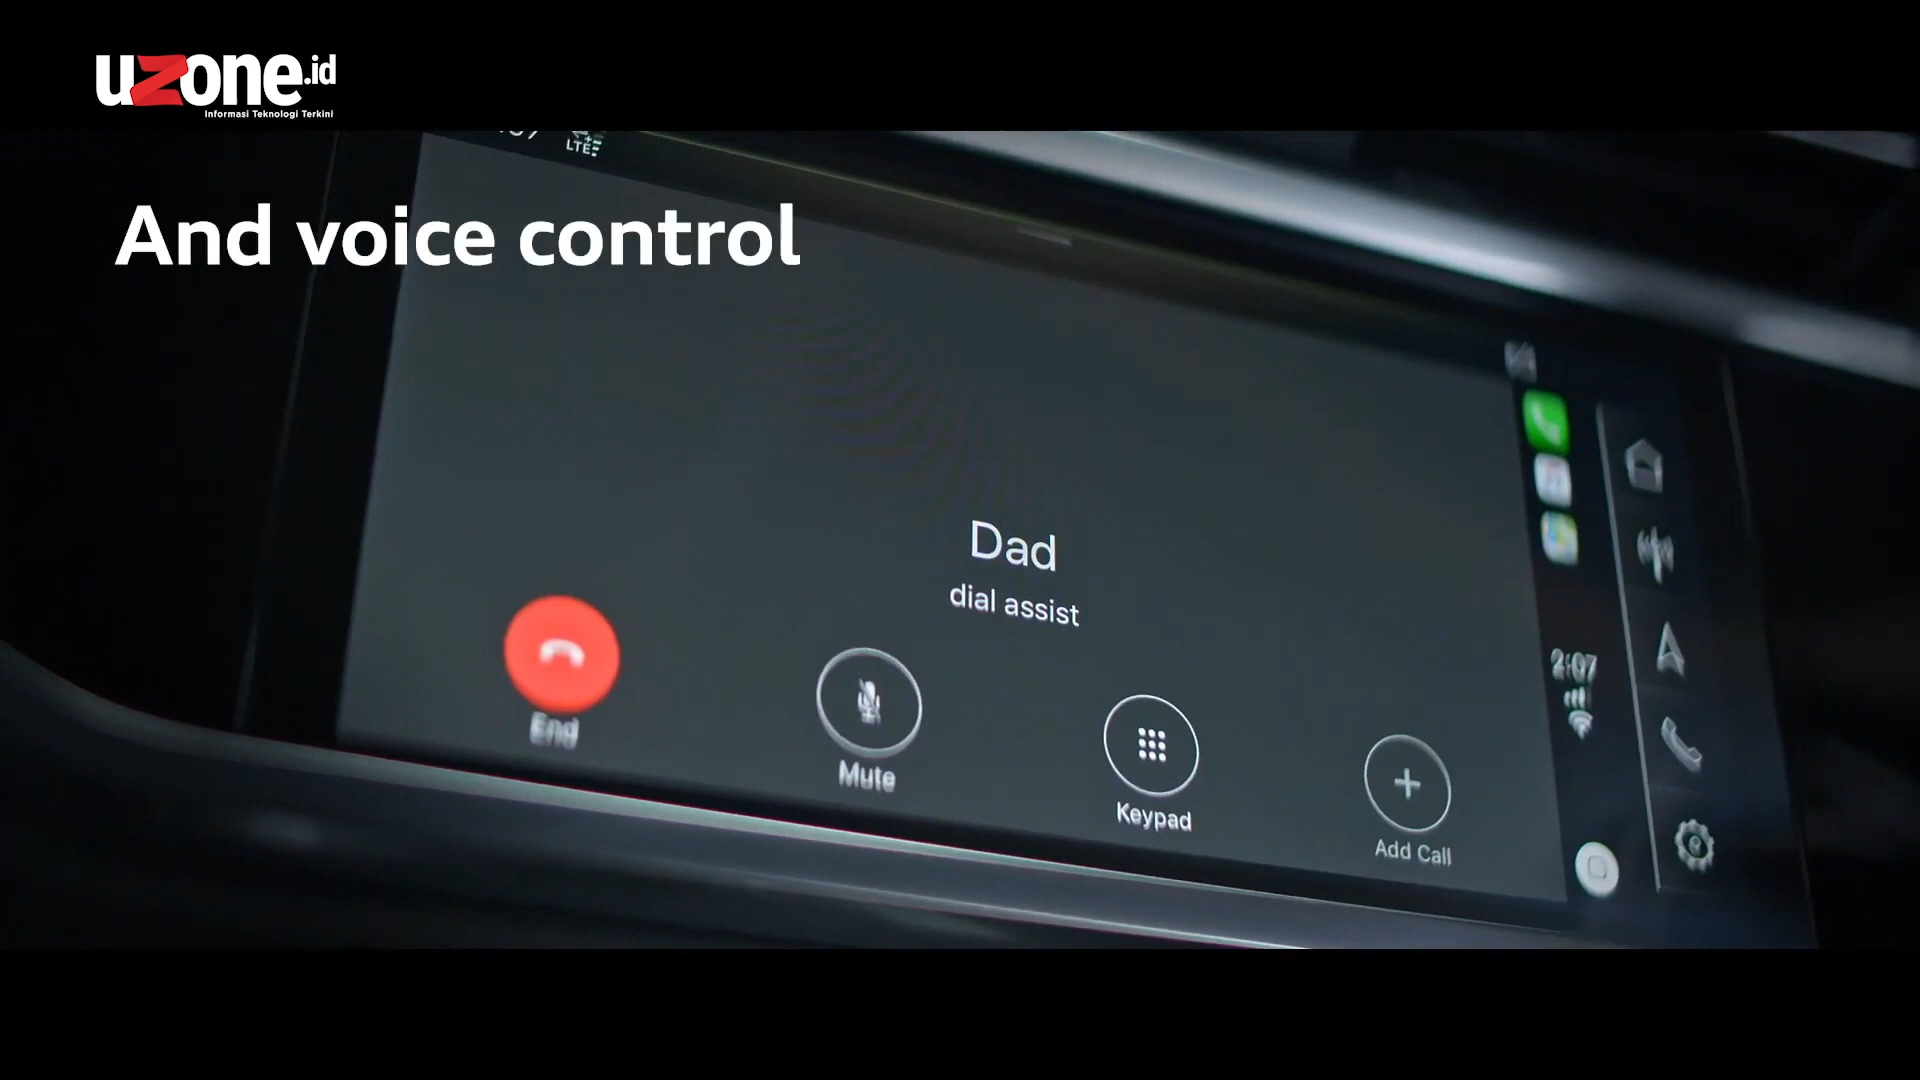 uzone.id
Informasi Teknologi Terkini
LTE
And voice control
Dad
dial assist
2:07
End
Mute
Keypad
Add Call